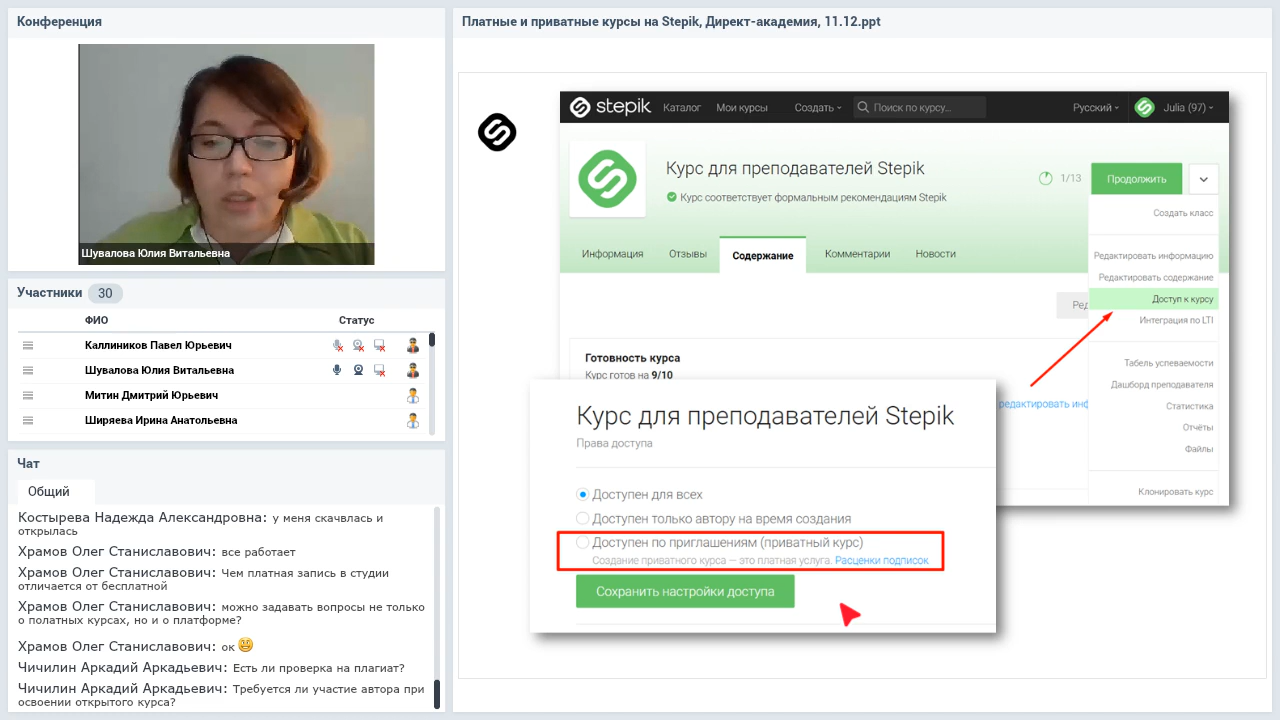 Конференция
Шувалова Юлия Витальевна
Участники 30
ФИО Статус
Каллиников Павел Юрьевич
Шувалова Юлия Витальевна
Митин Дмитрий Юрьевич
Ширяева Ирина Анатольевна
Чат
Общий
Костырева Надежда Александровна: у меня скачвлась и
открылась
Храмов Олег Станиславович: все работает
Храмов Олег Станиславович: Чем платная запись в студии
отличается от бесплатной
Храмов Олег Станиславович: можно задавать вопросы не только
о полатных курсах, но и о платформе?
Храмов Олег Станиславович: ок
Чичилин Аркадий Аркадьевич: Есть ли проверка на плагиат?
Чичилин Аркадий Аркадьевич: Требуется ли участие автора при
освоении открытого курса?
Платные и приватные курсы на Stepik, Директ-академия, 11.12.ppt
stepik Каталог Мои курсы Создать Поиск по курсу... Русский Julia (97)
Курс для преподавателей Stepik
Курс соответствует формальным рекомендациям Stepik
1/13 Продолжить
Информация Отзывы Содержание Комментарии Новости
Создать класс
Редактировать информацию
Редактировать содержание
Доступ к курсу
Интеграция по LTI
Табель успеваемости
Дашборд преподавателя
Статистика
Отчёты
Файлы
Клонировать курс
Ред
Готовность курса
Курс готов на 9/10
редактировать инф
Курс для преподавателей Stepik
Права доступа
Доступен для всех
Доступен только автору на время создания
Доступен по приглашениям (приватный курс)
Создание приватного курса — это платная услуга. Расценки подписок
Сохранить настройки доступа